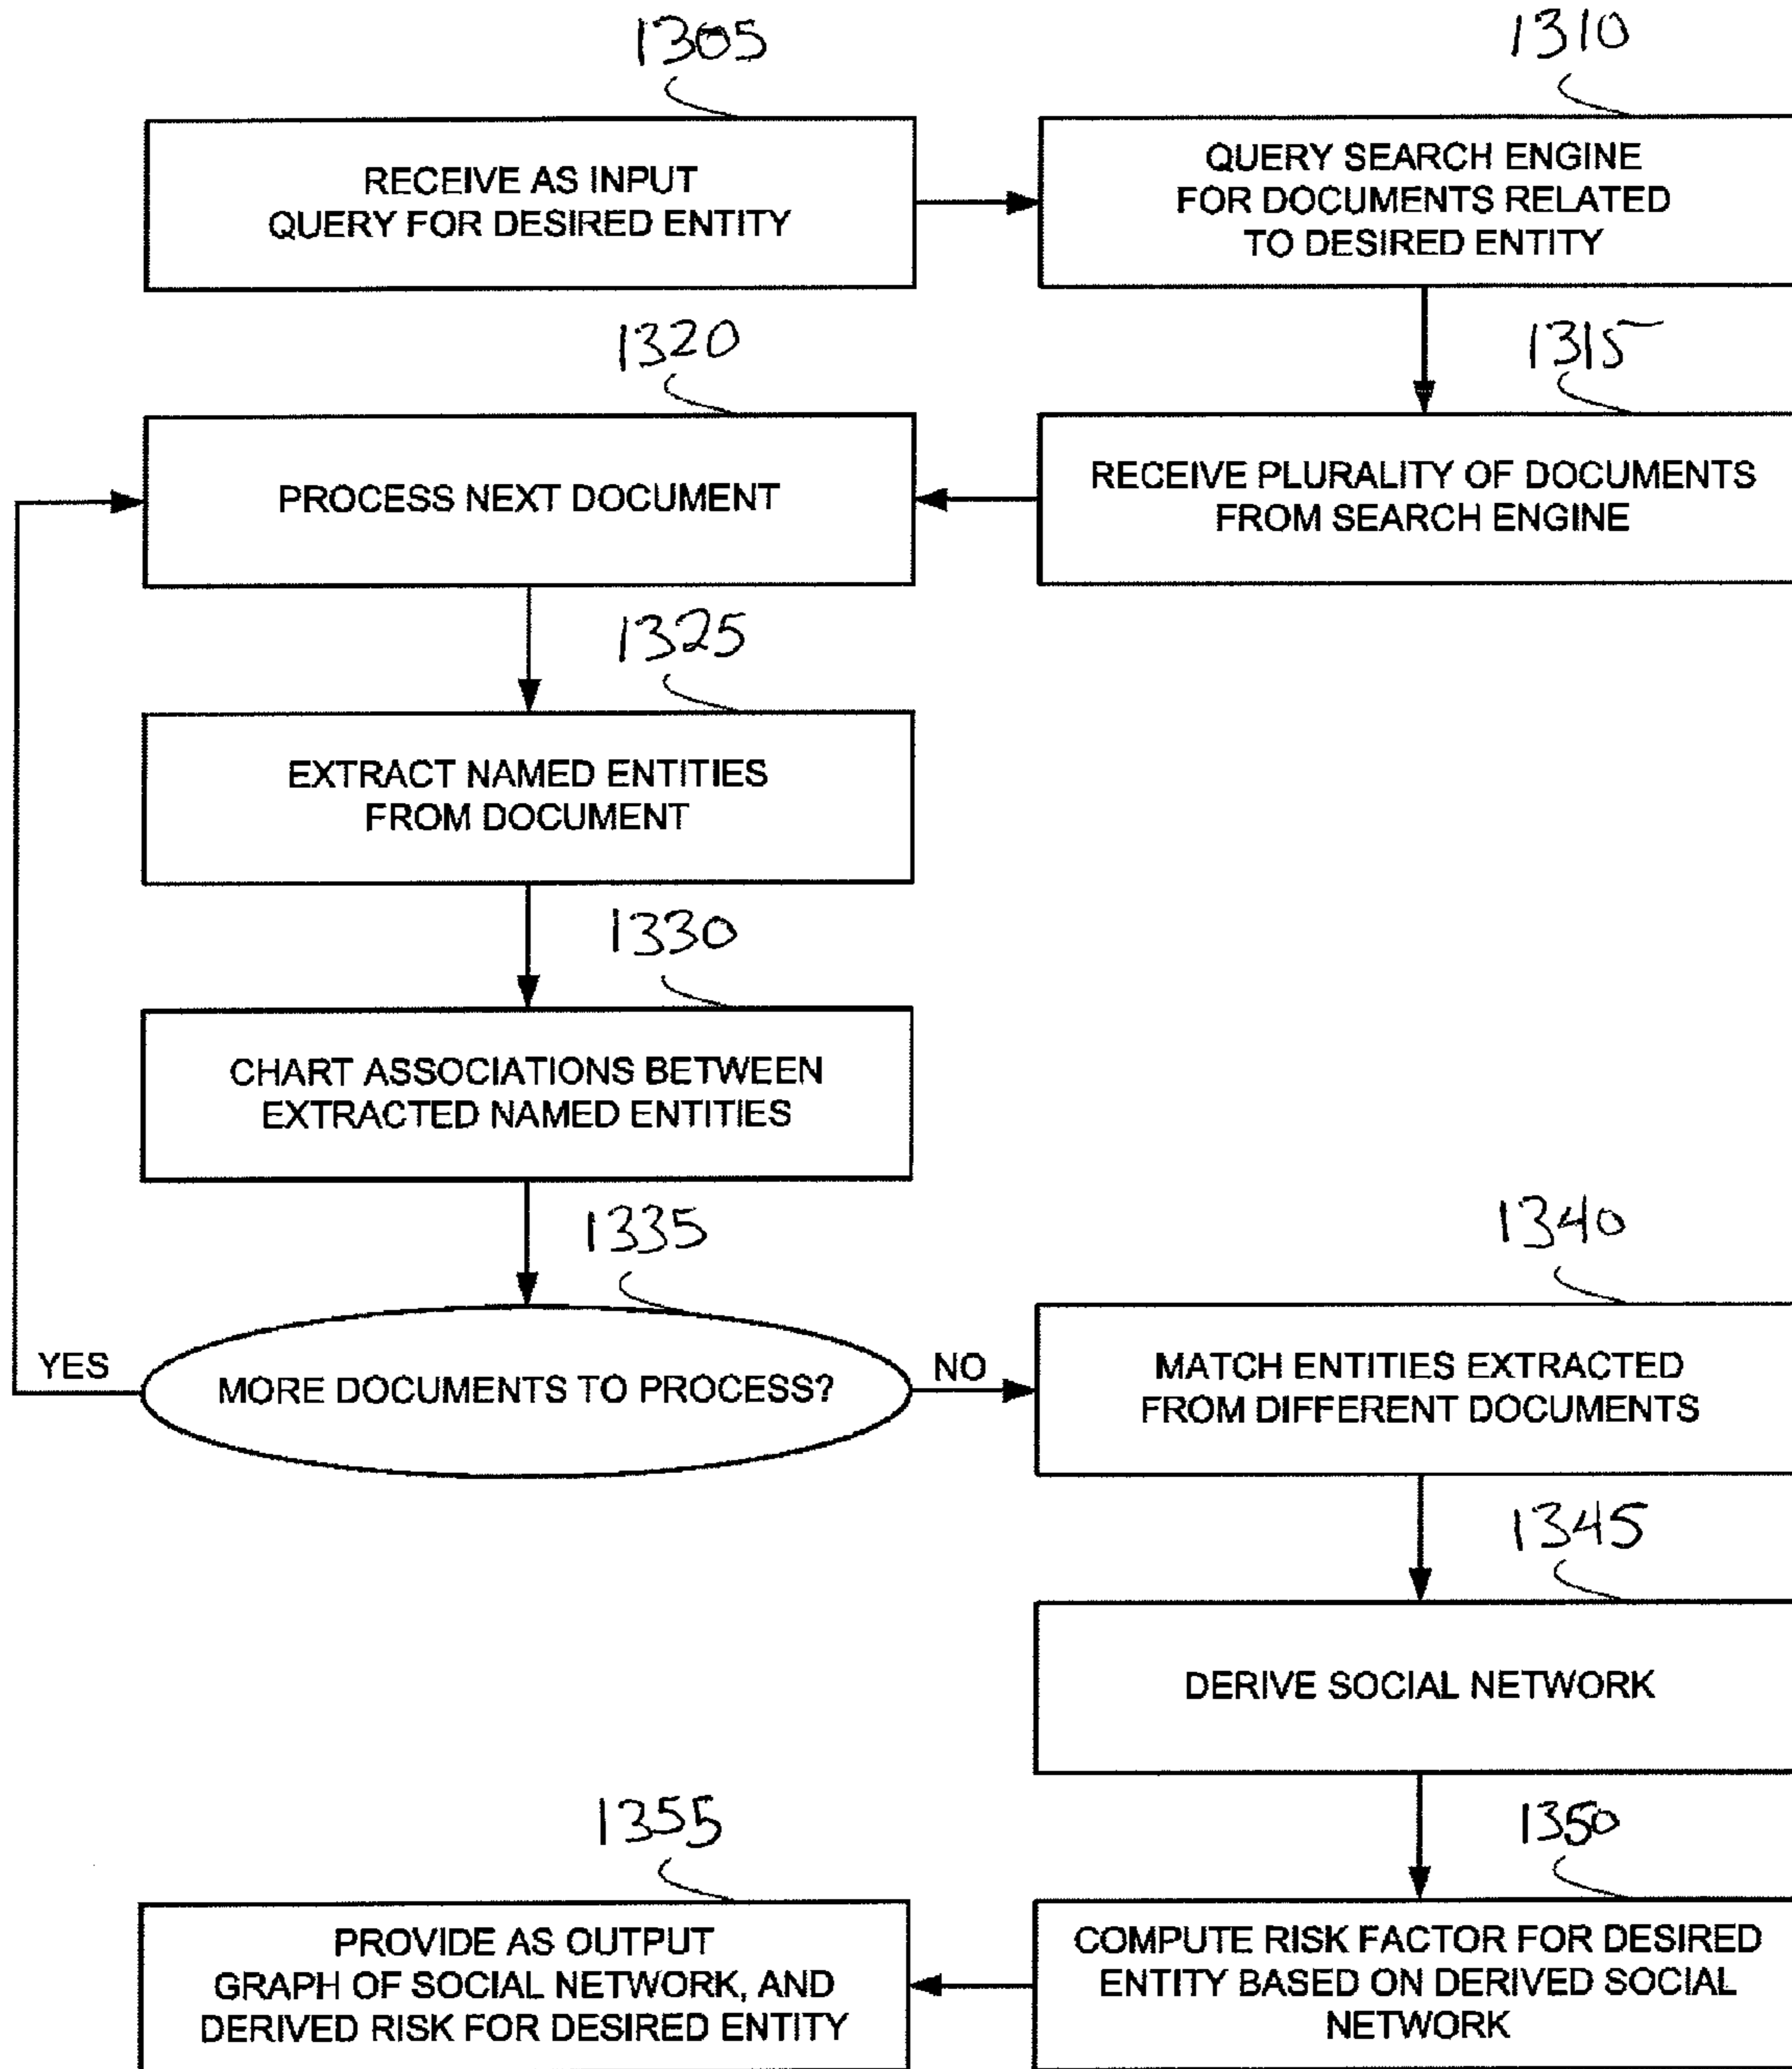 1305
RECEIVE AS INPUT
QUERY FOR DESIRED ENTITY
1310
QUERY SEARCH ENGINE
FOR DOCUMENTS RELATED
TO DESIRED ENTITY
1315
RECEIVE PLURALITY OF DOCUMENTS
FROM SEARCH ENGINE
1320
PROCESS NEXT DOCUMENT
1325
EXTRACT NAMED ENTITIES
FROM DOCUMENT
1330
CHART ASSOCIATIONS BETWEEN
EXTRACTED NAMED ENTITIES
1335
MORE DOCUMENTS TO PROCESS?
YES
NO
1340
MATCH ENTITIES EXTRACTED
FROM DIFFERENT DOCUMENTS
1345
DERIVE SOCIAL NETWORK
1350
COMPUTE RISK FACTOR FOR DESIRED
ENTITY BASED ON DERIVED SOCIAL
NETWORK
1355
PROVIDE AS OUTPUT
GRAPH OF SOCIAL NETWORK, AND
DERIVED RISK FOR DESIRED ENTITY